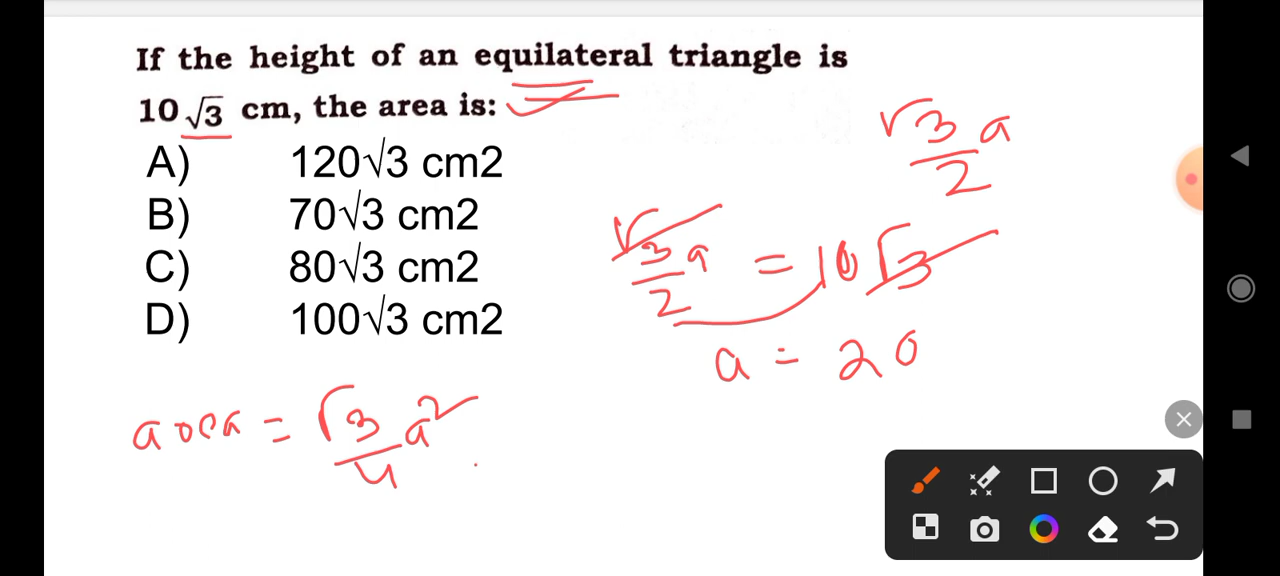 If the height of an equilateral triangle is
10√3 cm, the area is:
A) 120√3 cm2
B) 70√3 cm2
C) 80√3 cm2
D) 100√3 cm2
√3/2 a
√3/2 a = 10√3
a = 20
area = √3/4 a²